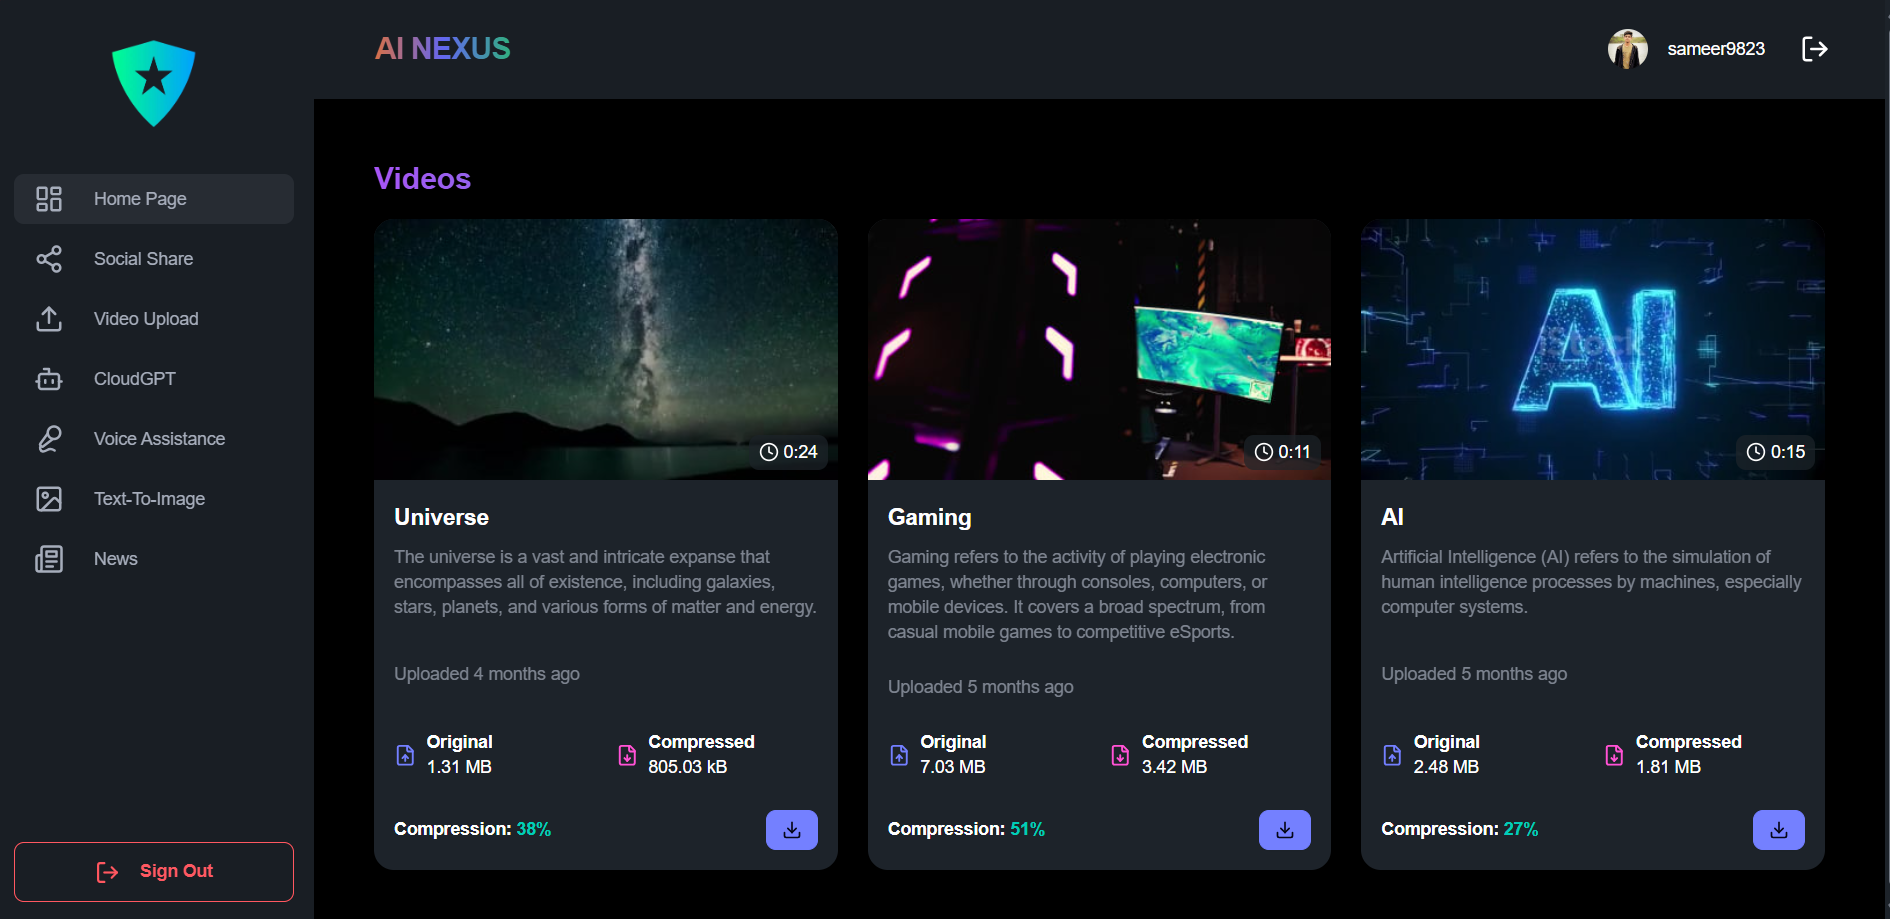 AI NEXUS
sameer9823
Home Page
Social Share
Video Upload
CloudGPT
Voice Assistance
Text-To-Image
News
Sign Out
Videos
0:24
Universe
The universe is a vast and intricate expanse that
encompasses all of existence, including galaxies,
stars, planets, and various forms of matter and energy.
Uploaded 4 months ago
Original
1.31 MB
Compressed
805.03 kB
Compression: 38%
0:11
Gaming
Gaming refers to the activity of playing electronic
games, whether through consoles, computers, or
mobile devices. It covers a broad spectrum, from
casual mobile games to competitive eSports.
Uploaded 5 months ago
Original
7.03 MB
Compressed
3.42 MB
Compression: 51%
AI
0:15
AI
Artificial Intelligence (AI) refers to the simulation of
human intelligence processes by machines, especially
computer systems.
Uploaded 5 months ago
Original
2.48 MB
Compressed
1.81 MB
Compression: 27%